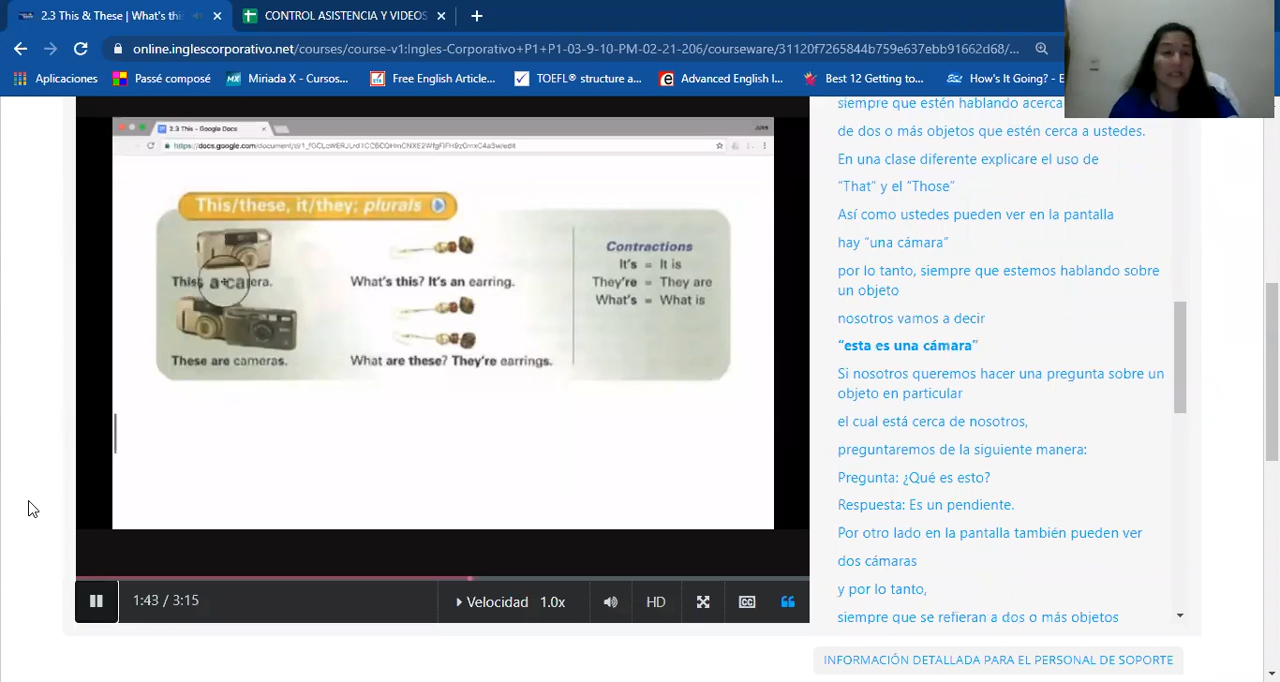 2.3 This & These | What's thi
CONTROL ASISTENCIA Y VIDEOS
online.inglescorporativo.net/courses/course-v1:Ingles-Corporativo+P1+P1-03-9-10-PM-02-21-206/courseware/31120f7265844b759e637ebb91662d68/...
Aplicaciones
Passé composé
Miriada X - Cursos...
Free English Article...
TOEFL® structure a...
Advanced English l...
Best 12 Getting to...
How's It Going? - E
2.3 This - Google Docs
This/these, it/they; plurals
This a camera.
What's this? It's an earring.
These are cameras.
What are these? They're earrings.
Contractions
It's = It is
They're = They are
What's = What is
1:43 / 3:15
Velocidad 1.0x
HD
CC
siempre que estén hablando acerca
de dos o más objetos que estén cerca a ustedes.
En una clase diferente explicare el uso de
“That” y el “Those”
Así como ustedes pueden ver en la pantalla
hay “una cámara”
por lo tanto, siempre que estemos hablando sobre
un objeto
nosotros vamos a decir
“esta es una cámara”
Si nosotros queremos hacer una pregunta sobre un
objeto en particular
el cual está cerca de nosotros,
preguntaremos de la siguiente manera:
Pregunta: ¿Qué es esto?
Respuesta: Es un pendiente.
Por otro lado en la pantalla también pueden ver
dos cámaras
y por lo tanto,
siempre que se refieran a dos o más objetos
INFORMACIÓN DETALLADA PARA EL PERSONAL DE SOPORTE